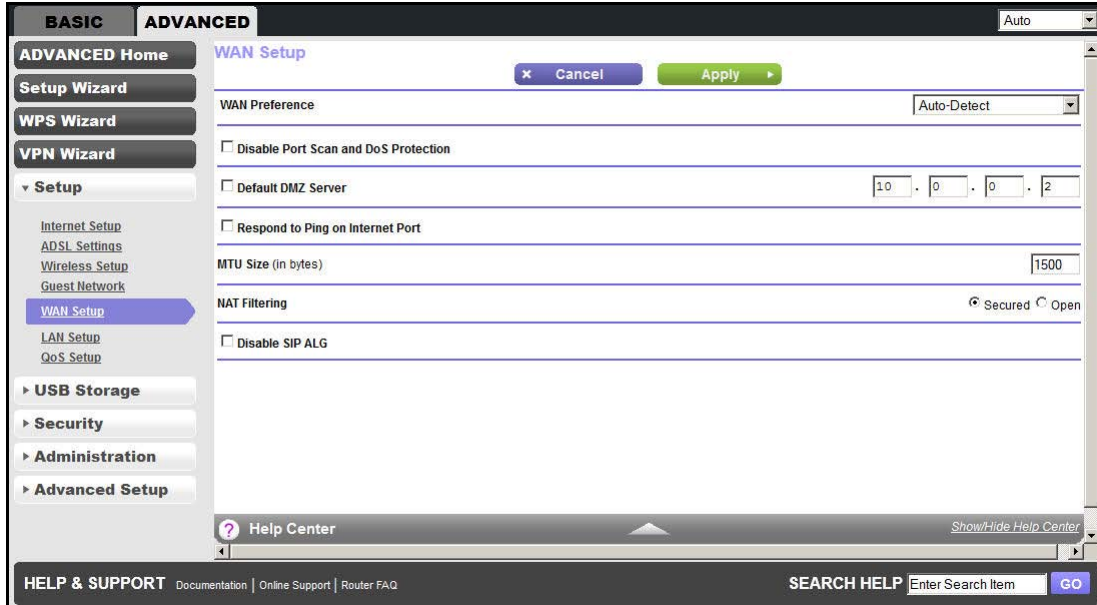 BASIC ADVANCED Auto
ADVANCED Home
Setup Wizard
WPS Wizard
VPN Wizard
Setup
Internet Setup
ADSL Settings
Wireless Setup
Guest Network
WAN Setup
LAN Setup
QoS Setup
USB Storage
Security
Administration
Advanced Setup
WAN Setup
Cancel Apply
WAN Preference Auto-Detect
Disable Port Scan and DoS Protection
Default DMZ Server 10 . 0 . 0 . 2
Respond to Ping on Internet Port
MTU Size (in bytes) 1500
NAT Filtering Secured Open
Disable SIP ALG
? Help Center Show/Hide Help Center
HELP & SUPPORT Documentation | Online Support | Router FAQ SEARCH HELP Enter Search Item GO